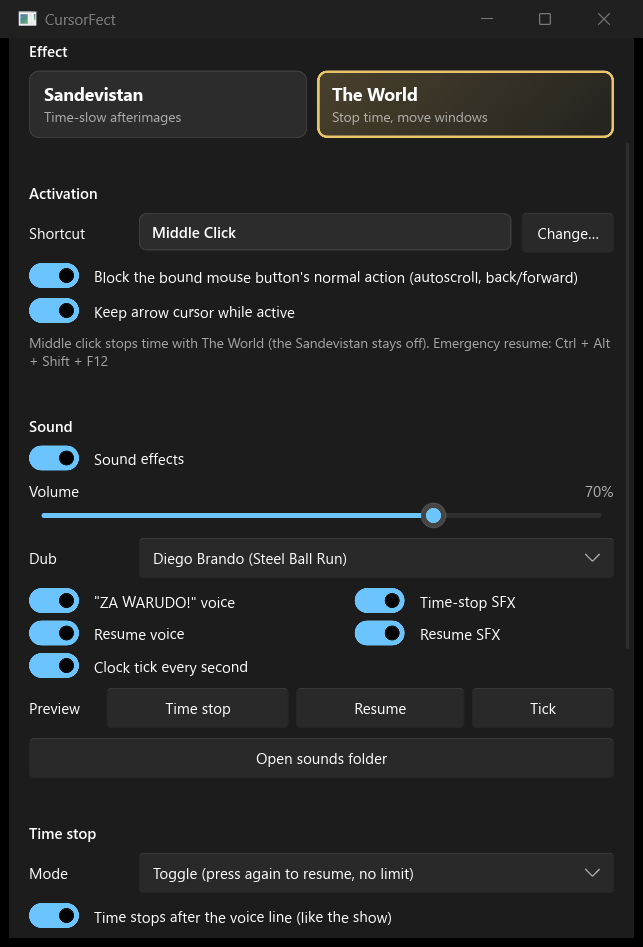 CursorFect
Effect
Sandevistan
Time-slow afterimages
The World
Stop time, move windows
Activation
Shortcut
Middle Click
Change...
Block the bound mouse button's normal action (autoscroll, back/forward)
Keep arrow cursor while active
Middle click stops time with The World (the Sandevistan stays off). Emergency resume: Ctrl + Alt
+ Shift + F12
Sound
Sound effects
Volume
70%
Dub
Diego Brando (Steel Ball Run)
"ZA WARUDO!" voice
Time-stop SFX
Resume voice
Resume SFX
Clock tick every second
Preview
Time stop
Resume
Tick
Open sounds folder
Time stop
Mode
Toggle (press again to resume, no limit)
Time stops after the voice line (like the show)